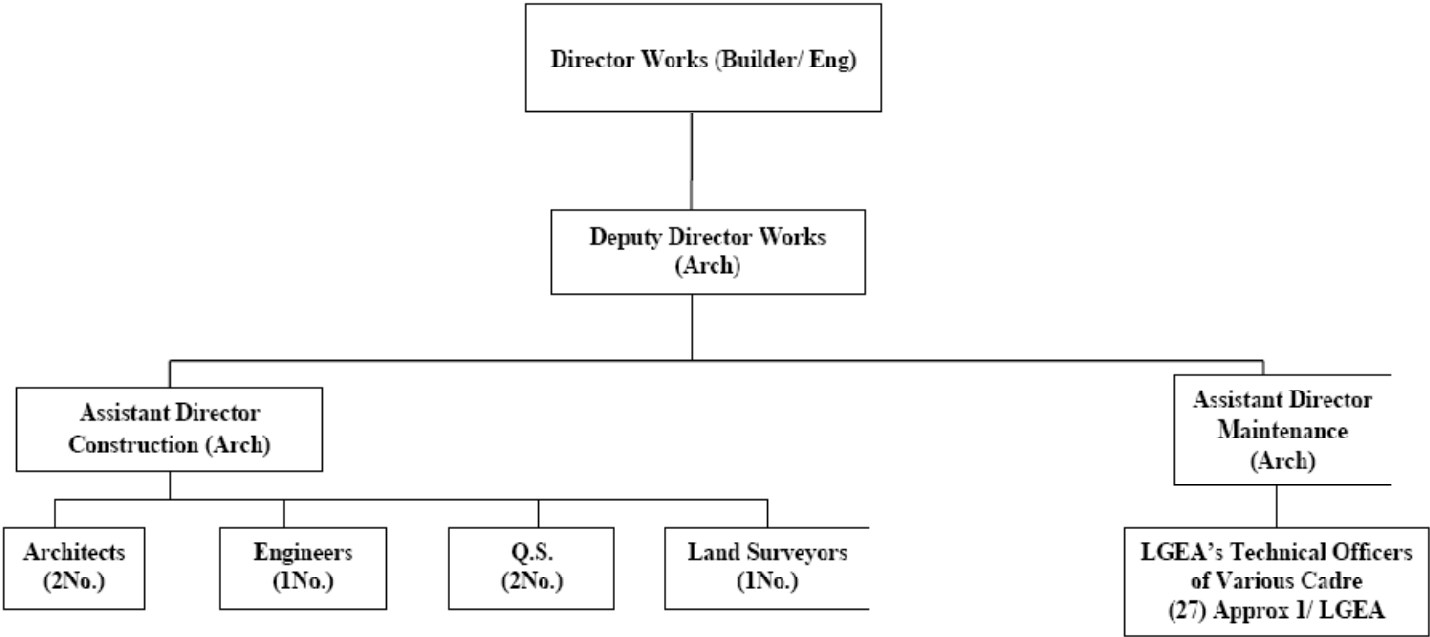 Director Works (Builder/ Eng)
Deputy Director Works
(Arch)
Assistant Director
Construction (Arch)
Assistant Director
Maintenance
(Arch)
Architects
(2No.)
Engineers
(1No.)
Q.S.
(2No.)
Land Surveyors
(1No.)
LGEA's Technical Officers
of Various Cadre
(27) Approx 1/ LGEA